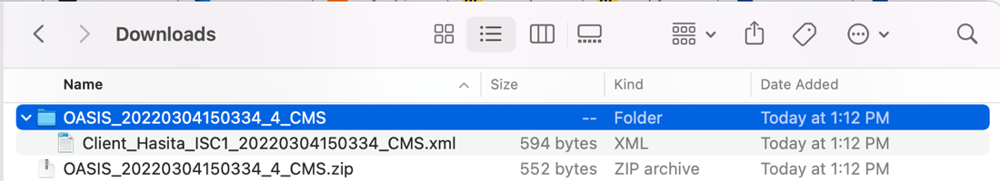 Downloads
Name Size Kind Date Added
OASIS_20220304150334_4_CMS -- Folder Today at 1:12 PM
Client_Hasita_ISC1_20220304150334_CMS.xml 594 bytes XML Today at 1:12 PM
OASIS_20220304150334_4_CMS.zip 552 bytes ZIP archive Today at 1:12 PM